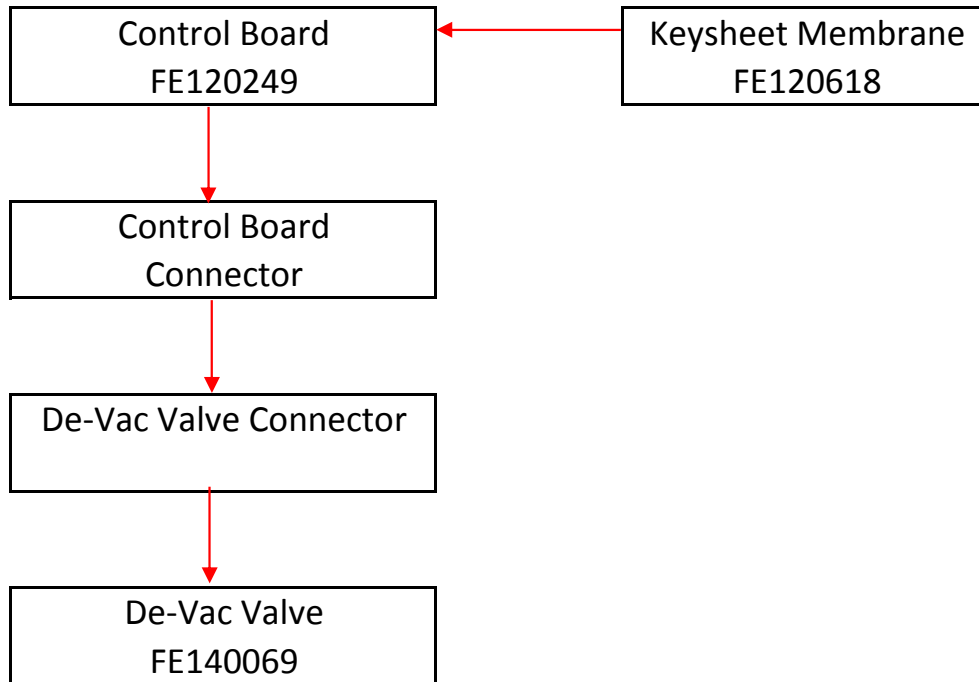 Control Board
FE120249
Keysheet Membrane
FE120618
Control Board
Connector
De-Vac Valve Connector
De-Vac Valve
FE140069